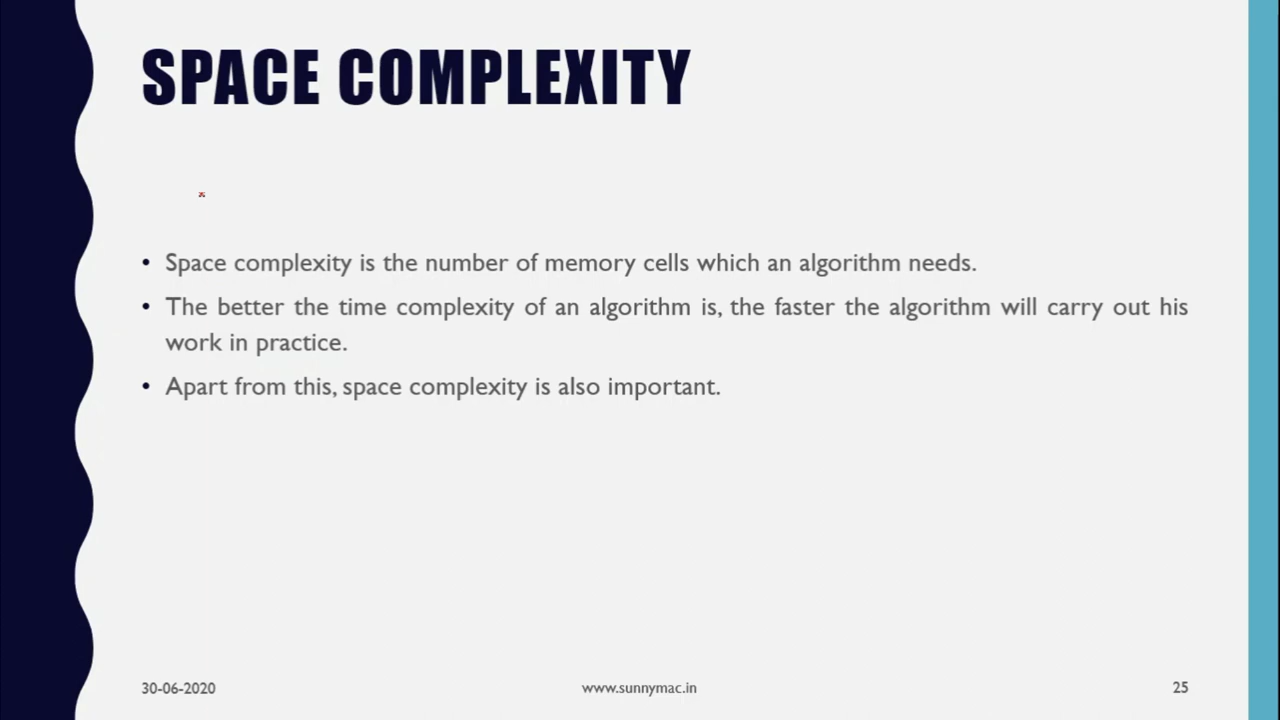 SPACE COMPLEXITY
• Space complexity is the number of memory cells which an algorithm needs.
• The better the time complexity of an algorithm is, the faster the algorithm will carry out his
work in practice.
• Apart from this, space complexity is also important.
30-06-2020
www.sunnymac.in
25